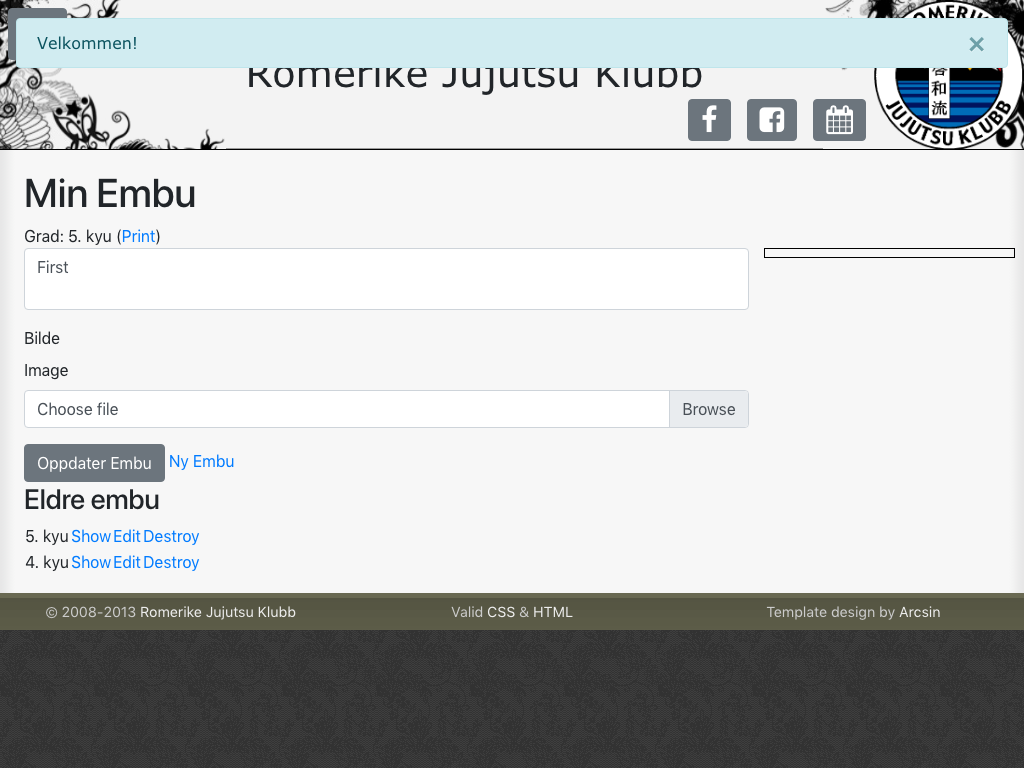 Velkommen!
×
Romerike Jujutsu Klubb
ROMERIKE
和
流
JUJUTSU KLUBB
Min Embu
Grad: 5. kyu (Print)
First
Bilde
Image
Choose file
Browse
Oppdater Embu
Ny Embu
Eldre embu
5. kyu Show Edit Destroy
4. kyu Show Edit Destroy
© 2008-2013 Romerike Jujutsu Klubb
Valid CSS & HTML
Template design by Arcsin